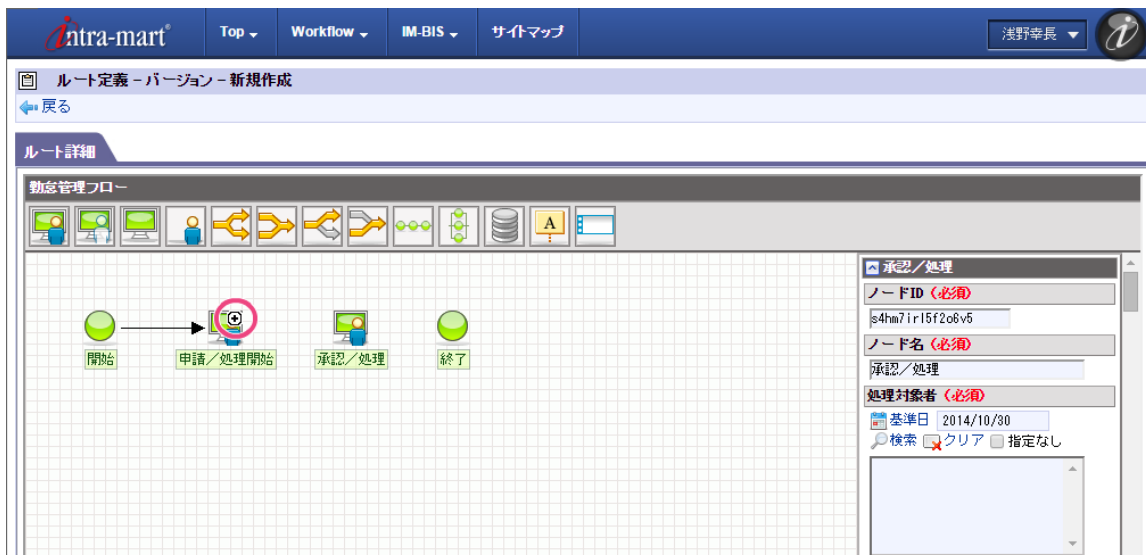 intra-mart® Top Workflow IM-BIS サイトマップ 浅野幸長
ルート定義 - バージョン - 新規作成
戻る
ルート詳細
勤怠管理フロー
A
承認/処理
ノードID (必須)
s4hm7irl5f2o6v5
ノード名 (必須)
承認/処理
処理対象者 (必須)
基準日 2014/10/30
検索 クリア 指定なし
開始 申請/処理開始 承認/処理 終了